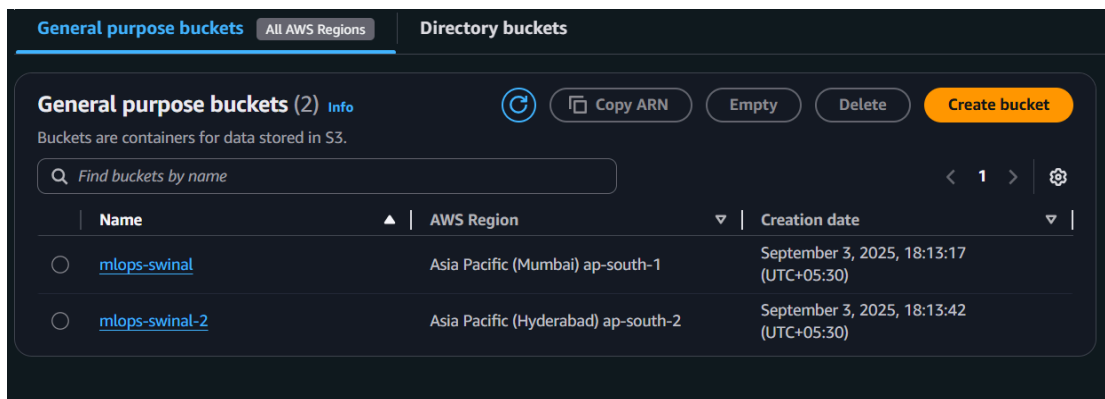 General purpose buckets All AWS Regions Directory buckets
General purpose buckets (2) Info
Copy ARN Empty Delete Create bucket
Buckets are containers for data stored in S3.
Find buckets by name
1
Name AWS Region Creation date
mlops-swinal Asia Pacific (Mumbai) ap-south-1 September 3, 2025, 18:13:17
(UTC+05:30)
mlops-swinal-2 Asia Pacific (Hyderabad) ap-south-2 September 3, 2025, 18:13:42
(UTC+05:30)